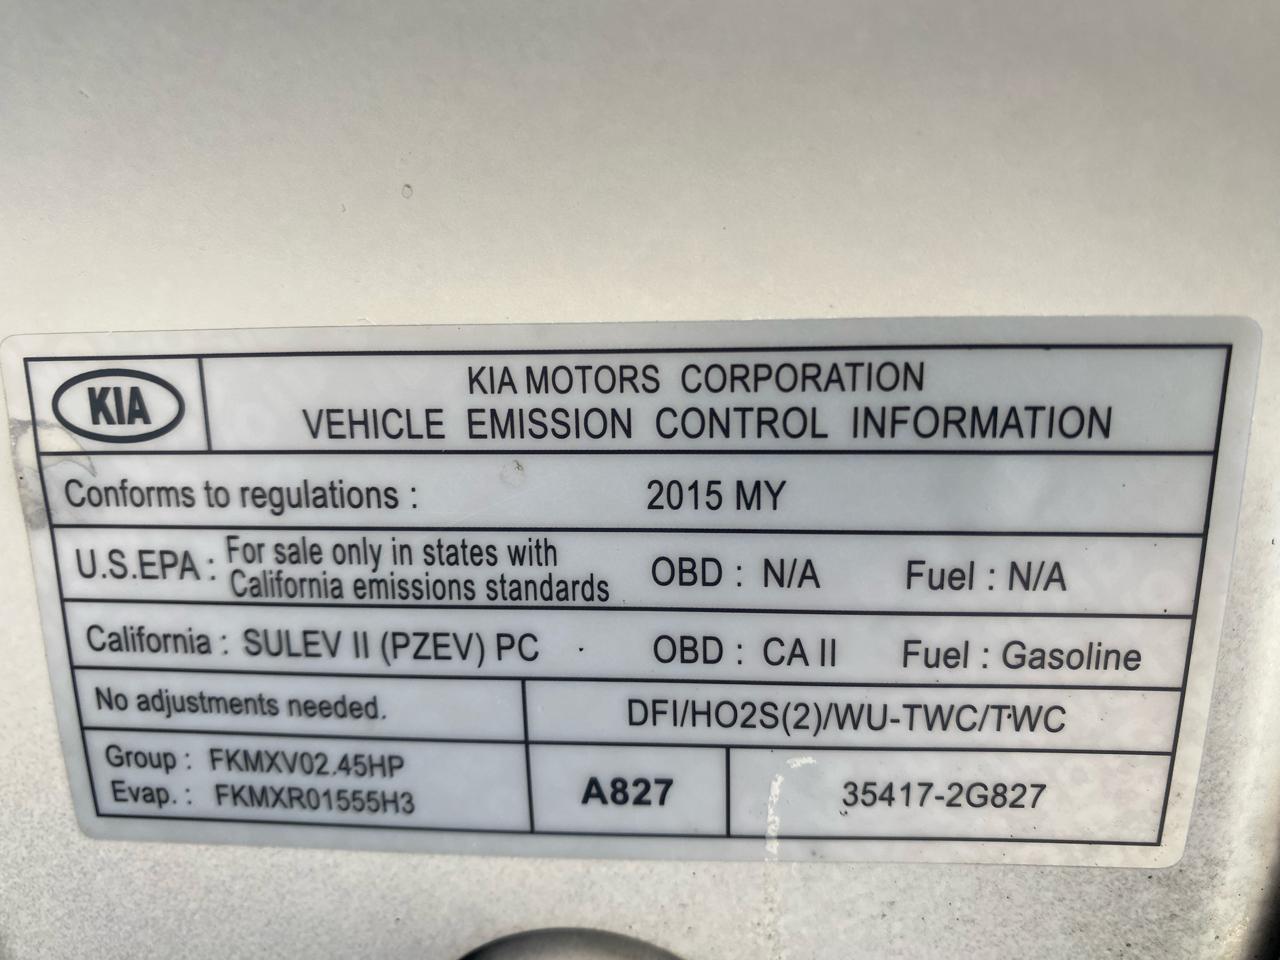 KIA
KIA MOTORS CORPORATION
VEHICLE EMISSION CONTROL INFORMATION
Conforms to regulations : 2015 MY
U.S.EPA : For sale only in states with
California emissions standards OBD : N/A Fuel : N/A
California : SULEV II (PZEV) PC OBD : CA II Fuel : Gasoline
No adjustments needed. DFI/HO2S(2)/WU-TWC/TWC
Group : FKMXV02.45HP
Evap. : FKMXR01555H3
A827
35417-2G827